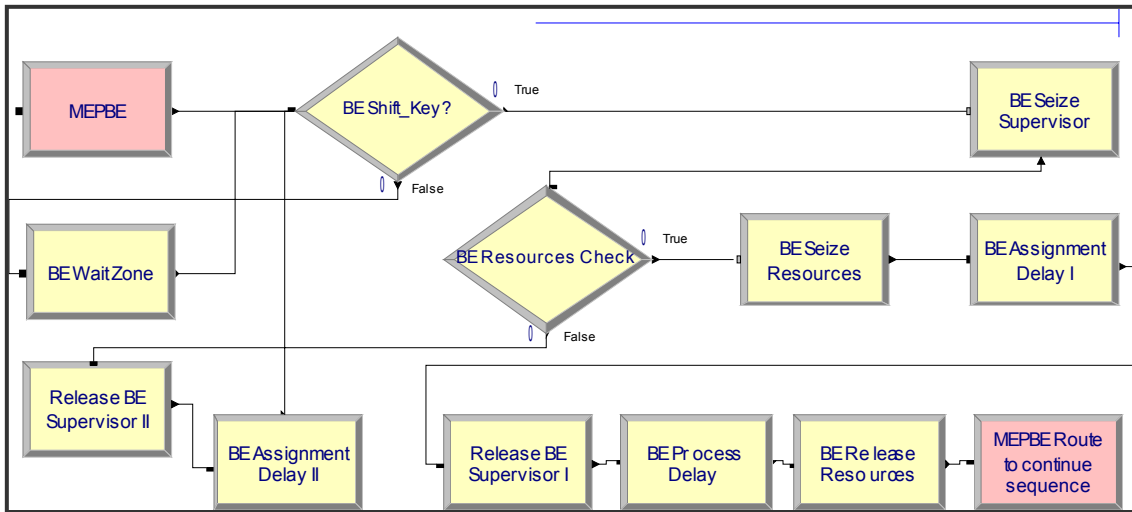 MEPBE
BE Shift_Key?
0
True
BE Seize
Supervisor
0
False
BE Wait Zone
BE Resources Check
0
True
BE Seize
Resources
BE Assignment
Delay I
0
False
Release BE
Supervisor II
BE Assignment
Delay II
Release BE
Supervisor I
BE Process
Delay
BE Release
Resources
MEPBE Route
to continue
sequence